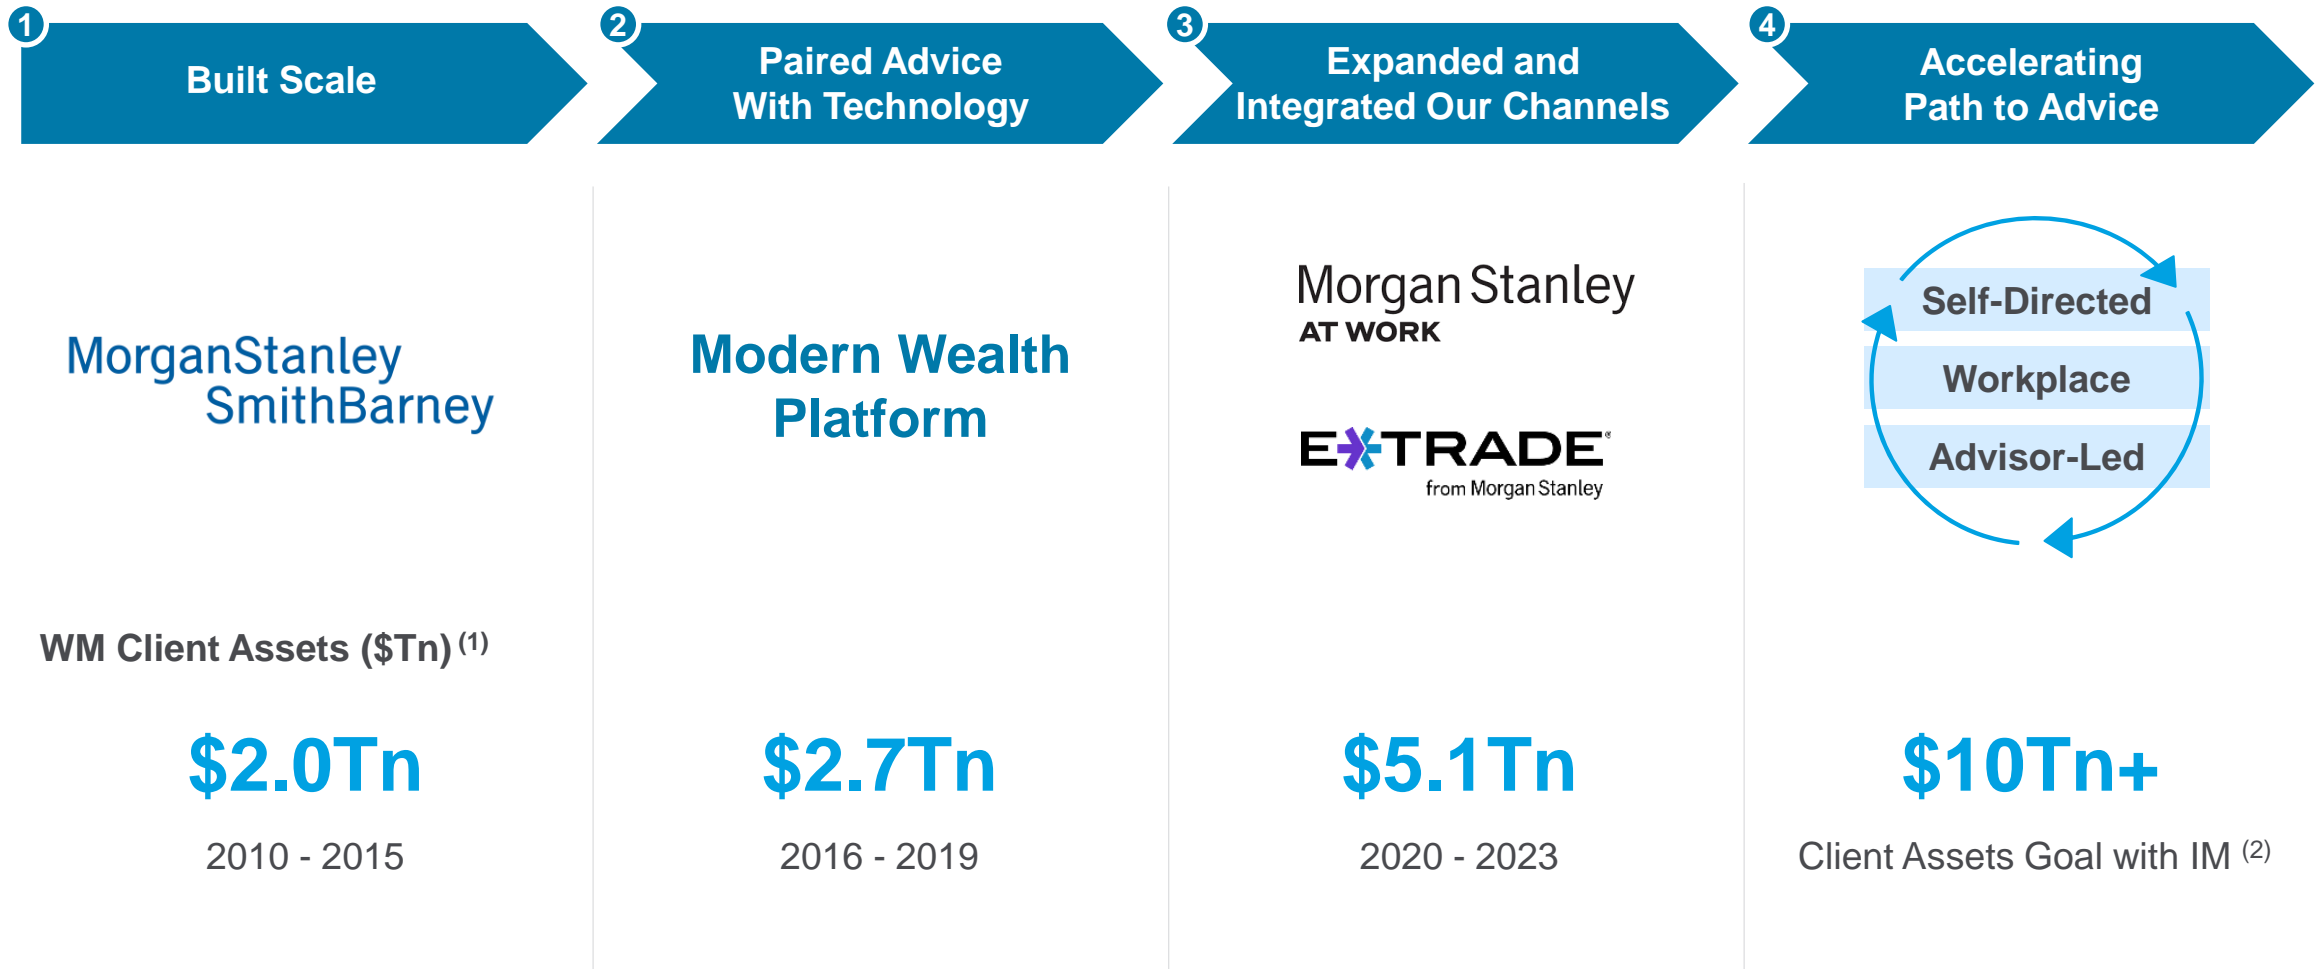 1
Built Scale
2
Paired Advice
With Technology
3
Expanded and
Integrated Our Channels
4
Accelerating
Path to Advice
MorganStanley
SmithBarney
Modern Wealth
Platform
Morgan Stanley
AT WORK
E*TRADE®
from Morgan Stanley
Self-Directed
Workplace
Advisor-Led
WM Client Assets ($Tn) (1)
$2.0Tn
2010 - 2015
$2.7Tn
2016 - 2019
$5.1Tn
2020 - 2023
$10Tn+
Client Assets Goal with IM (2)